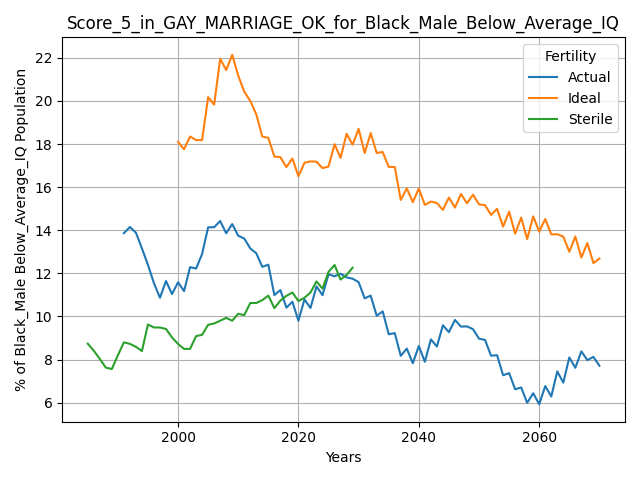 Score_5_in_GAY_MARRIAGE_OK_for_Black_Male_Below_Average_IQ
% of Black_Male Below_Average_IQ Population
22
20
18
16
14
12
10
8
6
Fertility
Actual
Ideal
Sterile
2000 2020 2040 2060
Years